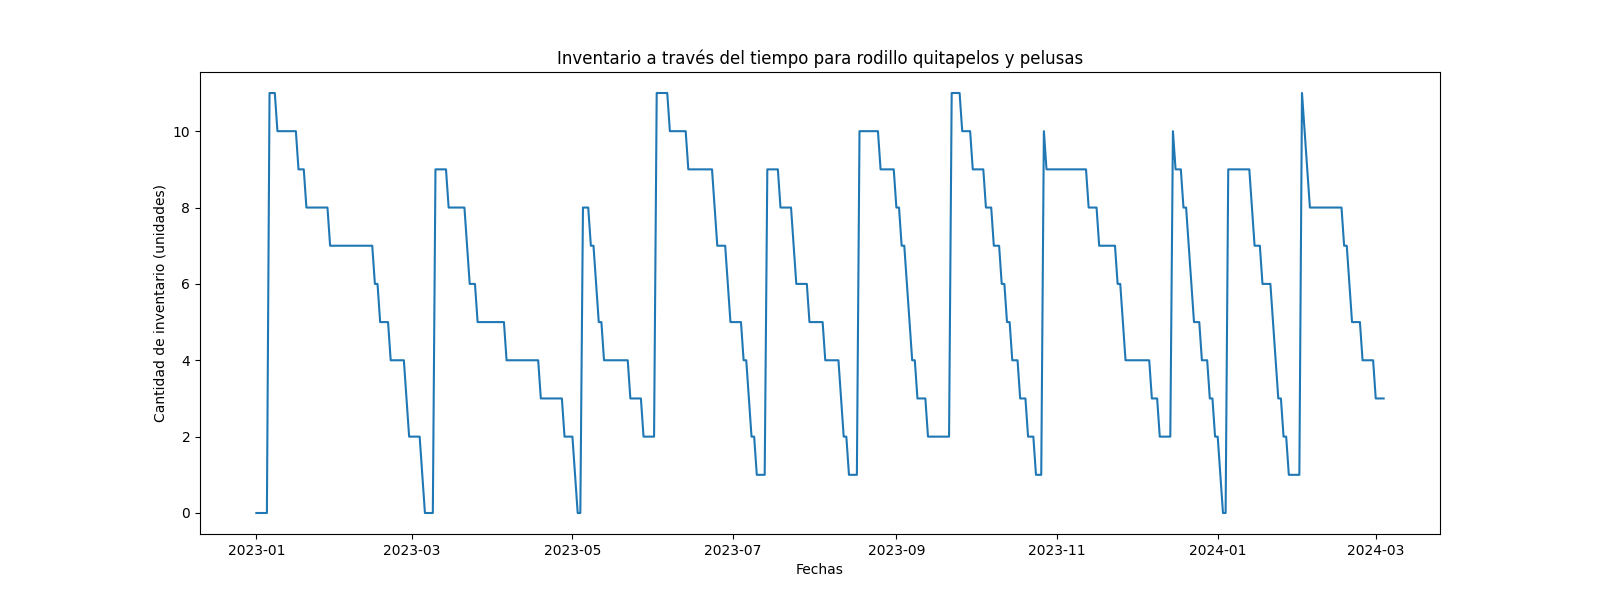 Inventario a través del tiempo para rodillo quitapelos y pelusas
Cantidad de inventario (unidades)
10
8
6
4
2
0
2023-01 2023-03 2023-05 2023-07 2023-09 2023-11 2024-01 2024-03
Fechas